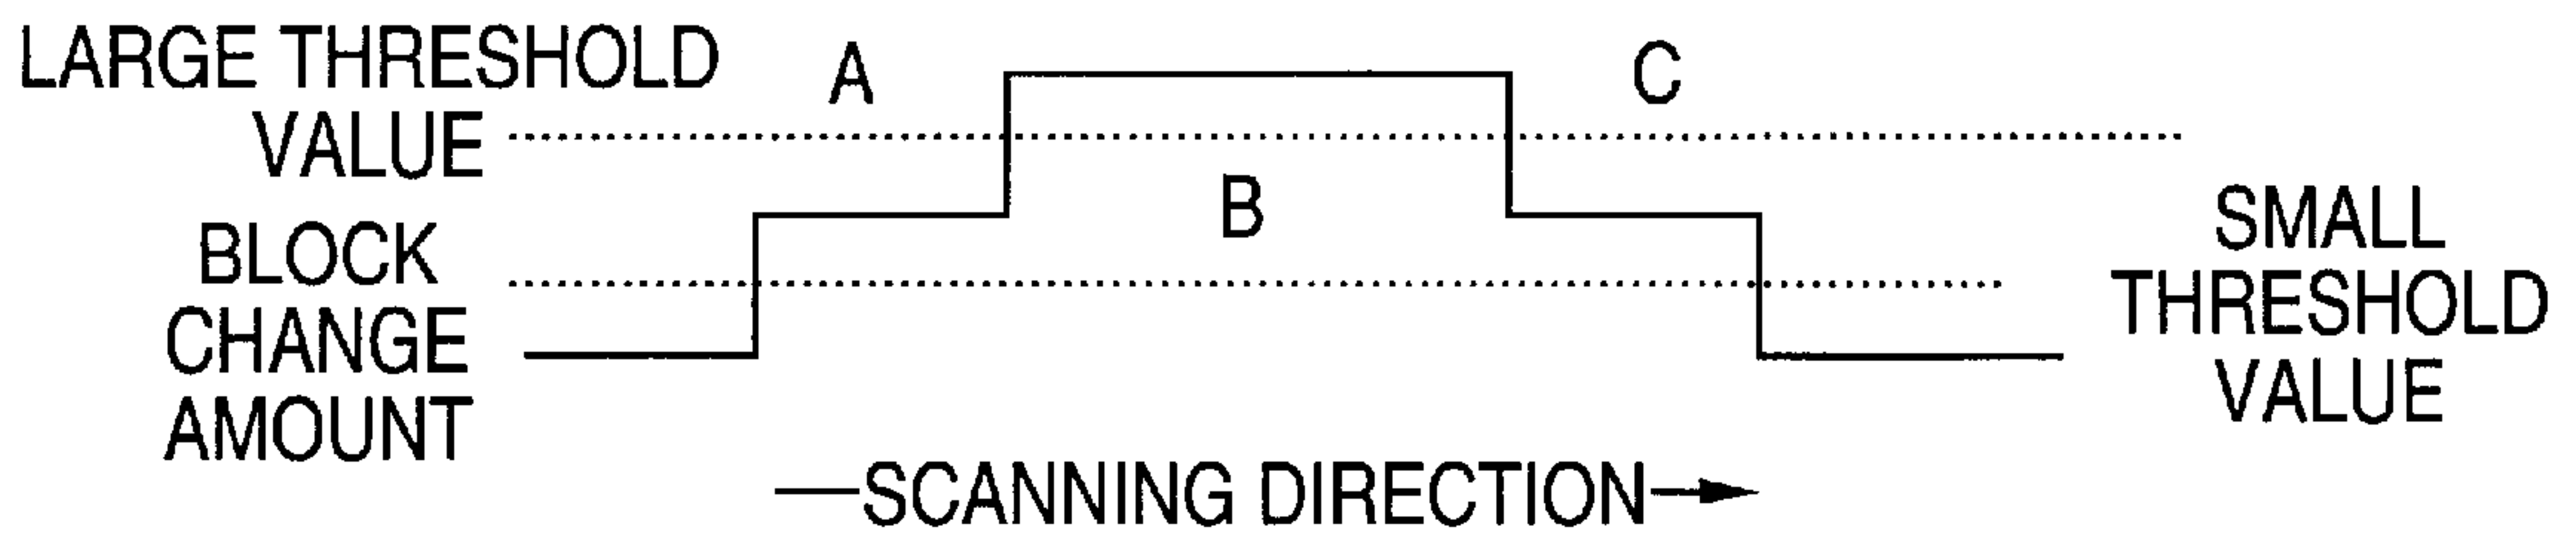 LARGE THRESHOLD
VALUE
A
C
B
BLOCK
CHANGE
AMOUNT
SMALL
THRESHOLD
VALUE
SCANNING DIRECTION